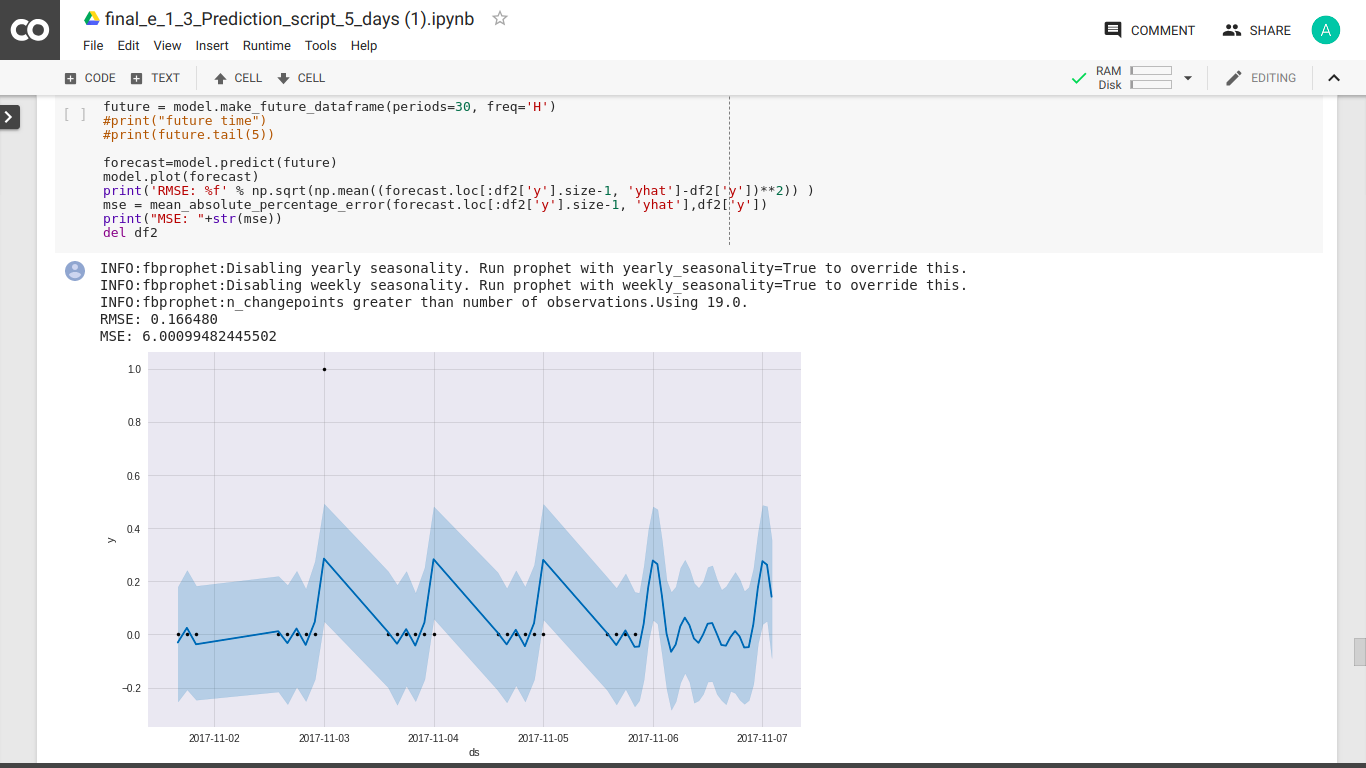 CO
final_e_1_3_Prediction_script_5_days (1).ipynb
COMMENT
SHARE
A
File Edit View Insert Runtime Tools Help
CODE
TEXT
CELL
CELL
RAM
Disk
EDITING
[ ]
future = model.make_future_dataframe(periods=30, freq='H')
#print("future time")
#print(future.tail(5))
forecast=model.predict(future)
model.plot(forecast)
print('RMSE: %f' % np.sqrt(np.mean((forecast.loc[:df2['y'].size-1, 'yhat']-df2['y'])**2)) )
mse = mean_absolute_percentage_error(forecast.loc[:df2['y'].size-1, 'yhat'],df2['y'])
print("MSE: "+str(mse))
del df2
INFO:fbprophet:Disabling yearly seasonality. Run prophet with yearly_seasonality=True to override this.
INFO:fbprophet:Disabling weekly seasonality. Run prophet with weekly_seasonality=True to override this.
INFO:fbprophet:n_changepoints greater than number of observations.Using 19.0.
RMSE: 0.166480
MSE: 6.00099482445502
1.0
0.8
0.6
0.4
y
0.2
0.0
−0.2
2017-11-02 2017-11-03 2017-11-04 2017-11-05 2017-11-06 2017-11-07
ds